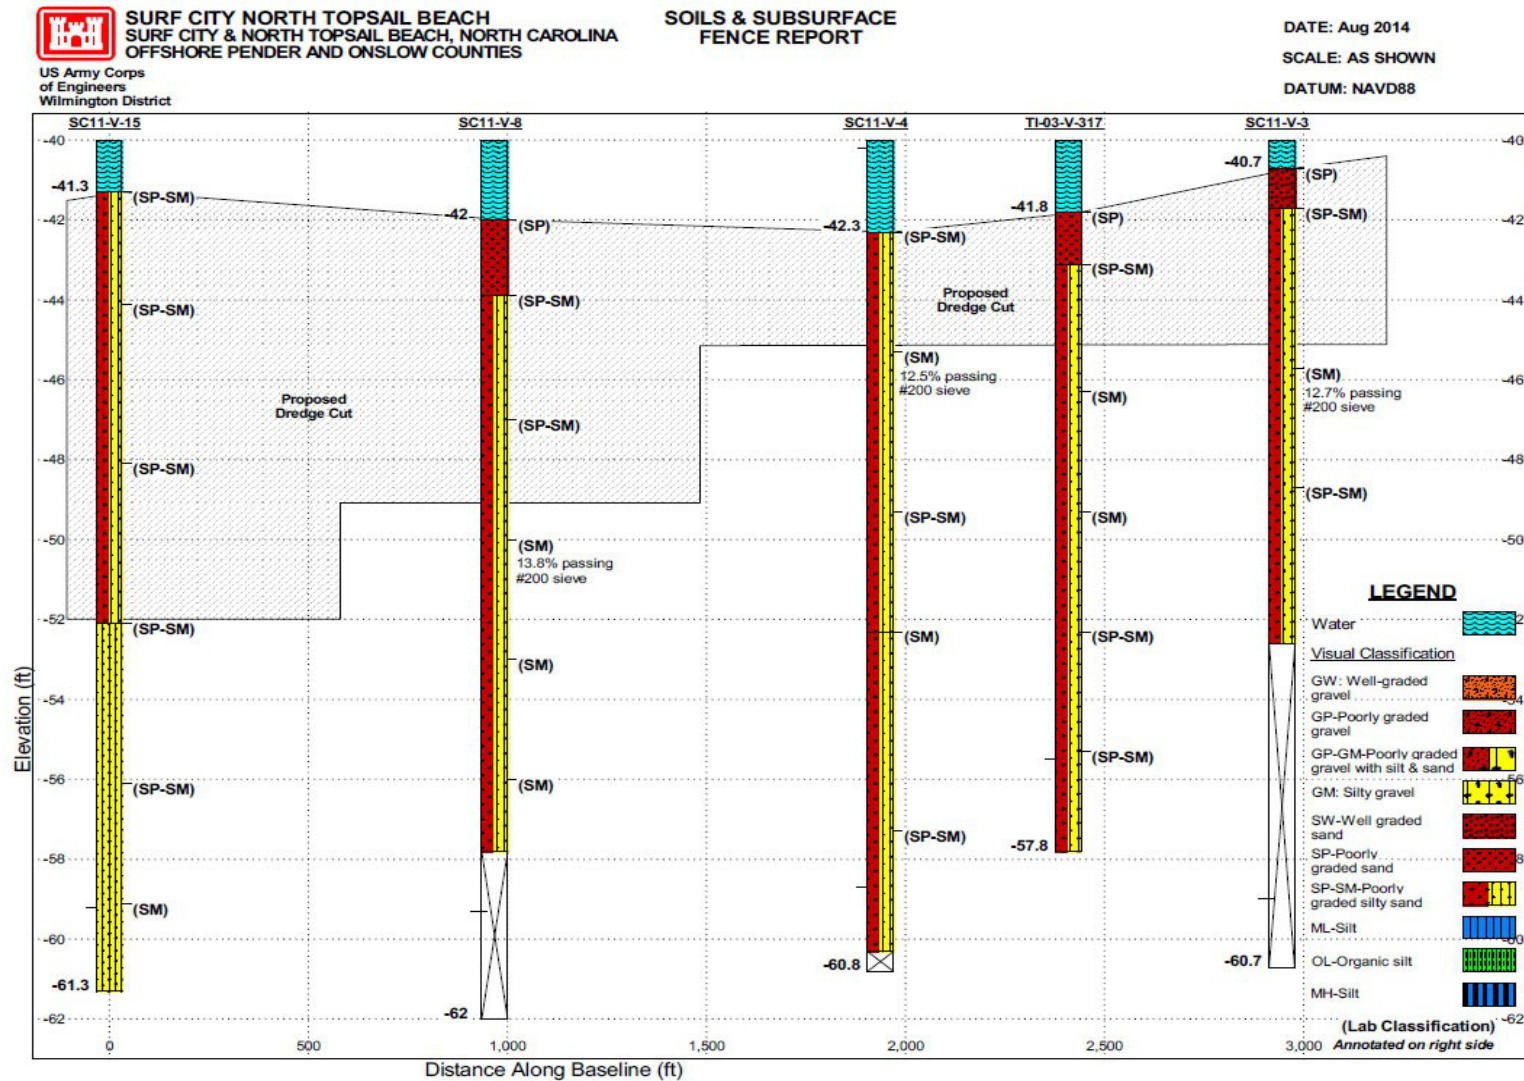 SURF CITY NORTH TOPSAIL BEACH
SURF CITY & NORTH TOPSAIL BEACH, NORTH CAROLINA
OFFSHORE PENDER AND ONSLOW COUNTIES
US Army Corps
of Engineers
Wilmington District
SOILS & SUBSURFACE
FENCE REPORT
DATE: Aug 2014
SCALE: AS SHOWN
DATUM: NAVD88
SC11-V-15
SC11-V-8
SC11-V-4
TI-03-V-317
SC11-V-3
-40
-42
-44
-46
-48
-50
-52
-54
-56
-58
-60
-62
Elevation (ft)
-41.3
(SP-SM)
(SP-SM)
(SP-SM)
(SP-SM)
(SP-SM)
(SM)
-61.3
Proposed
Dredge Cut
-42
(SP)
(SP-SM)
(SP-SM)
(SM)
13.8% passing
#200 sieve
(SM)
(SM)
-62
-42.3
(SP-SM)
(SM)
12.5% passing
#200 sieve
(SP-SM)
(SM)
(SP-SM)
-60.8
Proposed
Dredge Cut
-41.8
(SP)
(SP-SM)
(SM)
(SM)
(SP-SM)
(SP-SM)
-57.8
-40.7
(SP)
(SP-SM)
(SM)
12.7% passing
#200 sieve
(SP-SM)
-60.7
-40
-42
-44
-46
-48
-50
2
54
56
8
60
-62
LEGEND
Water
Visual Classification
GW: Well-graded
gravel
GP-Poorly graded
gravel
GP-GM-Poorly graded
gravel with silt & sand
GM: Silty gravel
SW-Well graded
sand
SP-Poorly
graded sand
SP-SM-Poorly
graded silty sand
ML-Silt
OL-Organic silt
MH-Silt
(Lab Classification)
Annotated on right side
0
500
1,000
1,500
2,000
2,500
3,000
Distance Along Baseline (ft)